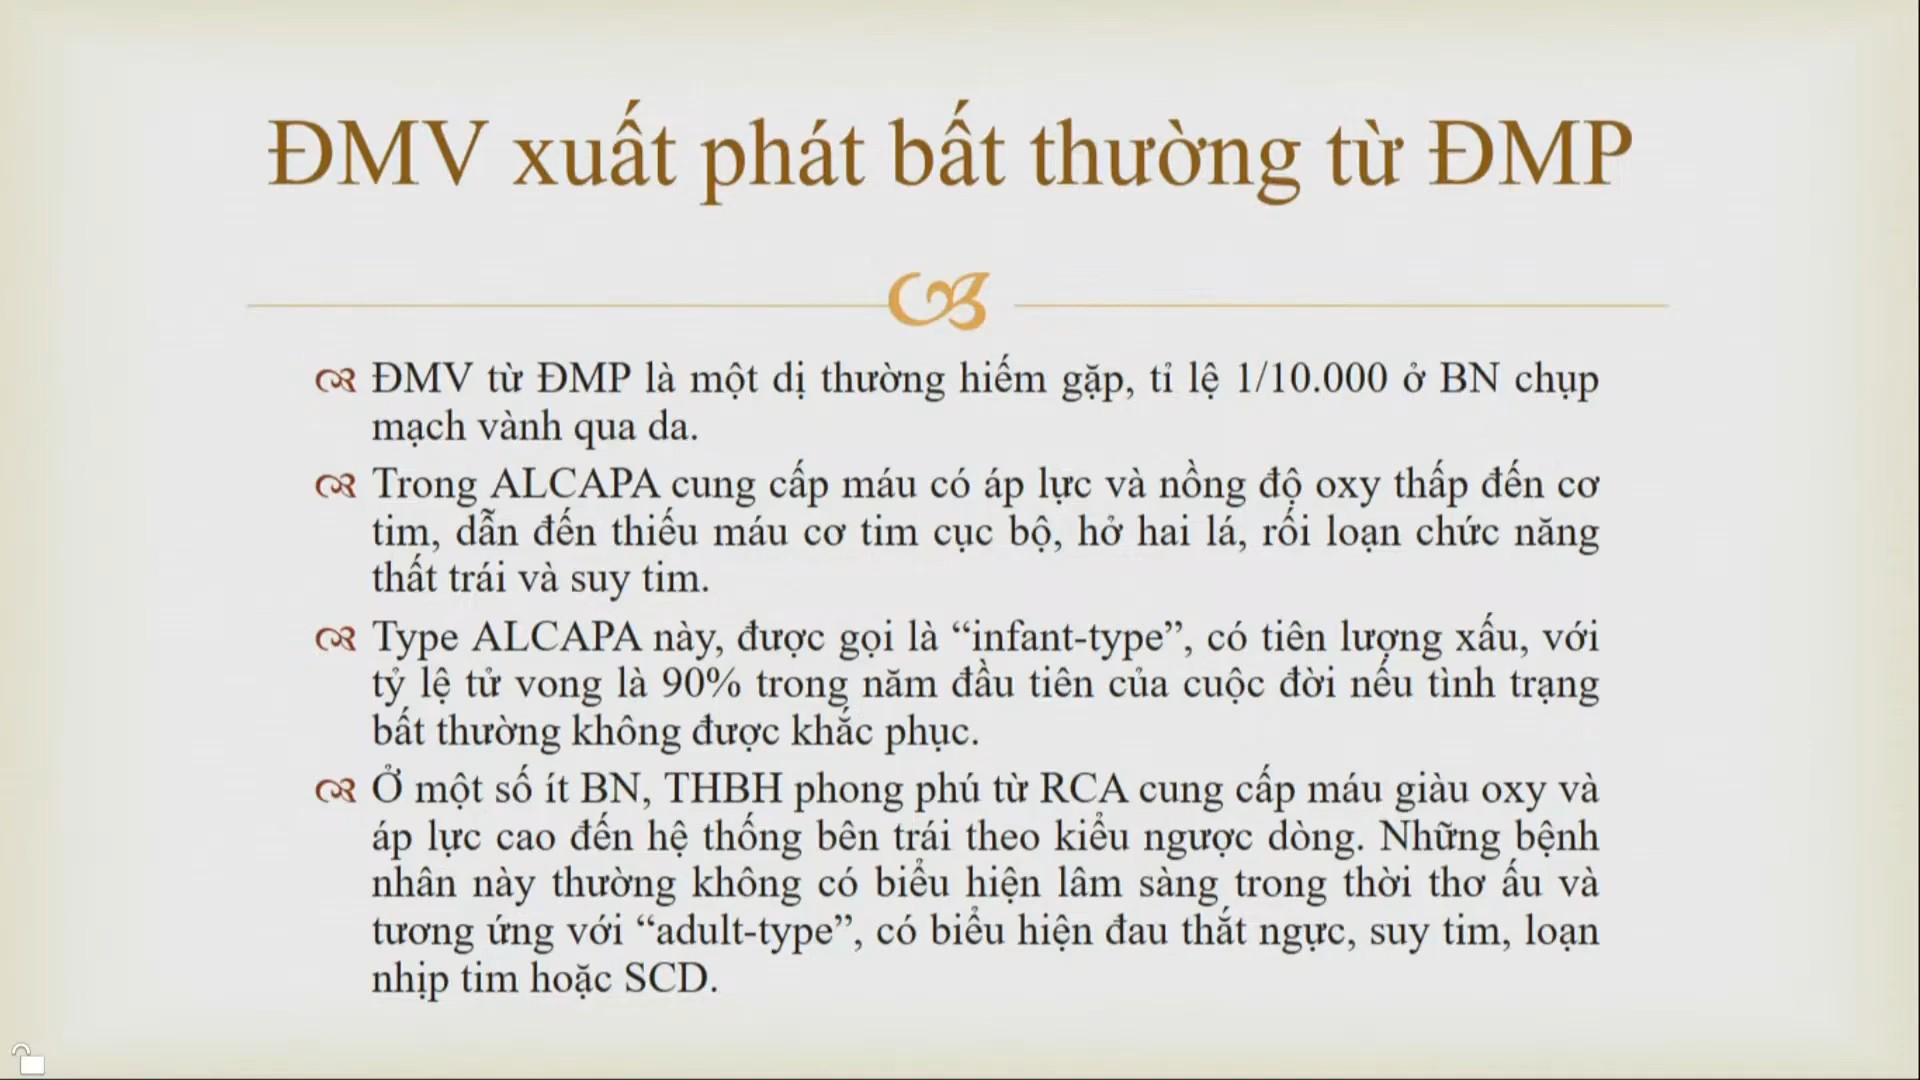 ĐMV xuất phát bất thường từ ĐMP
ĐMV từ ĐMP là một dị thường hiếm gặp, tỉ lệ 1/10.000 ở BN chụp
mạch vành qua da.
Trong ALCAPA cung cấp máu có áp lực và nồng độ oxy thấp đến cơ
tim, dẫn đến thiếu máu cơ tim cục bộ, hở hai lá, rối loạn chức năng
thất trái và suy tim.
Type ALCAPA này, được gọi là “infant-type”, có tiên lượng xấu, với
tỷ lệ tử vong là 90% trong năm đầu tiên của cuộc đời nếu tình trạng
bất thường không được khắc phục.
Ở một số ít BN, THBH phong phú từ RCA cung cấp máu giàu oxy và
áp lực cao đến hệ thống bên trái theo kiểu ngược dòng. Những bệnh
nhân này thường không có biểu hiện lâm sàng trong thời thơ ấu và
tương ứng với “adult-type”, có biểu hiện đau thắt ngực, suy tim, loạn
nhịp tim hoặc SCD.